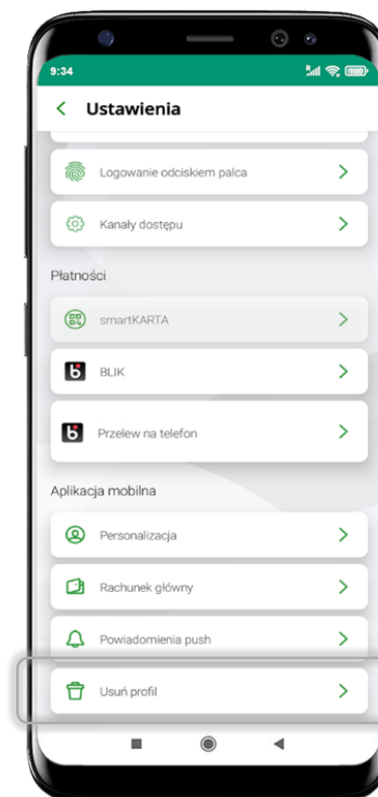 9:34
Ustawienia
Logowanie odciskiem palca
Kanały dostępu
Płatności
smartKARTA
BLIK
Przelew na telefon
Aplikacja mobilna
Personalizacja
Rachunek główny
Powiadomienia push
Usuń profil